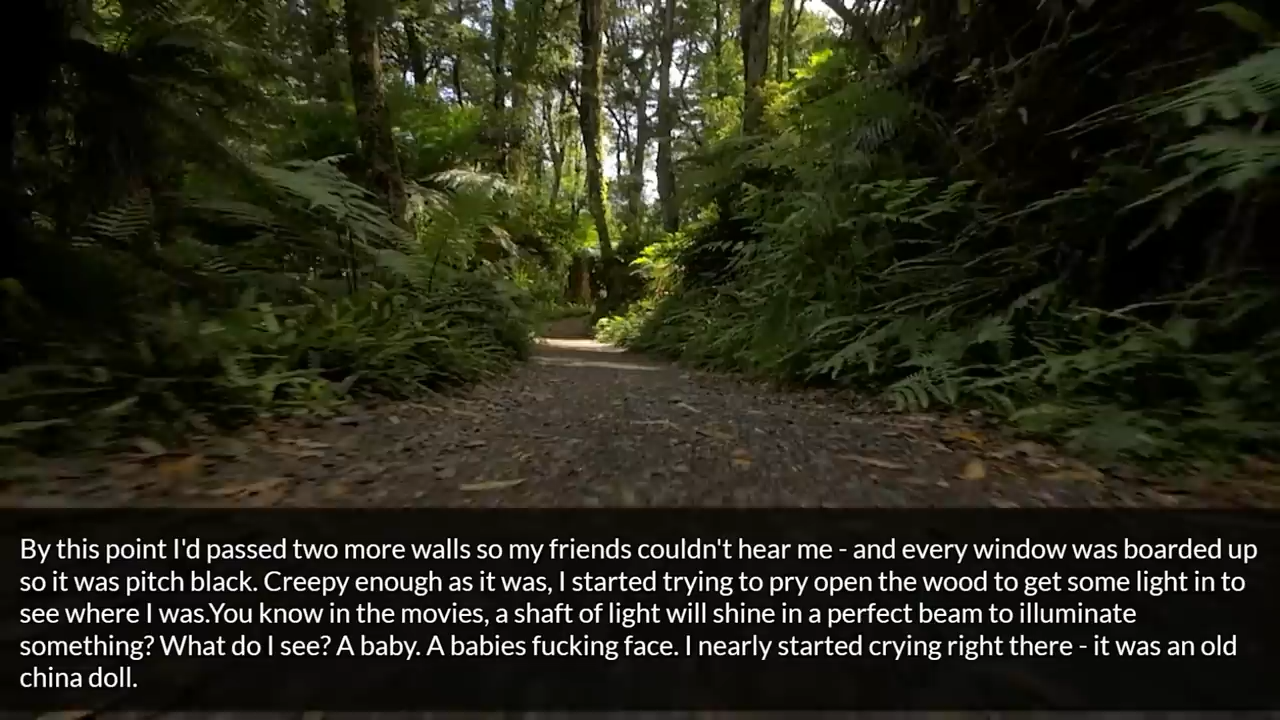 By this point I'd passed two more walls so my friends couldn't hear me - and every window was boarded up
so it was pitch black. Creepy enough as it was, I started trying to pry open the wood to get some light in to
see where I was.You know in the movies, a shaft of light will shine in a perfect beam to illuminate
something? What do I see? A baby. A babies fucking face. I nearly started crying right there - it was an old
china doll.